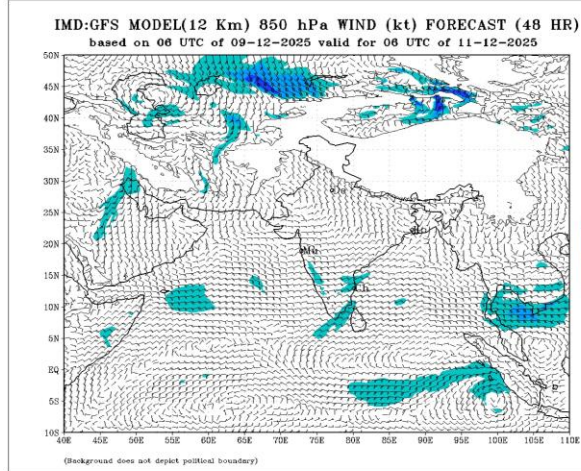 IMD:GFS MODEL(12 Km) 850 hPa WIND (kt) FORECAST (48 HR)
based on 06 UTC of 09-12-2025 valid for 06 UTC of 11-12-2025
50N
45N
40N
35N
30N
25N
20N
15N
10N
5N
EQ
5S
10S
Mu
Ch
40E 45E 50E 55E 60E 65E 70E 75E 80E 85E 90E 95E 100E 105E 110E
(Background does not depict political boundary)